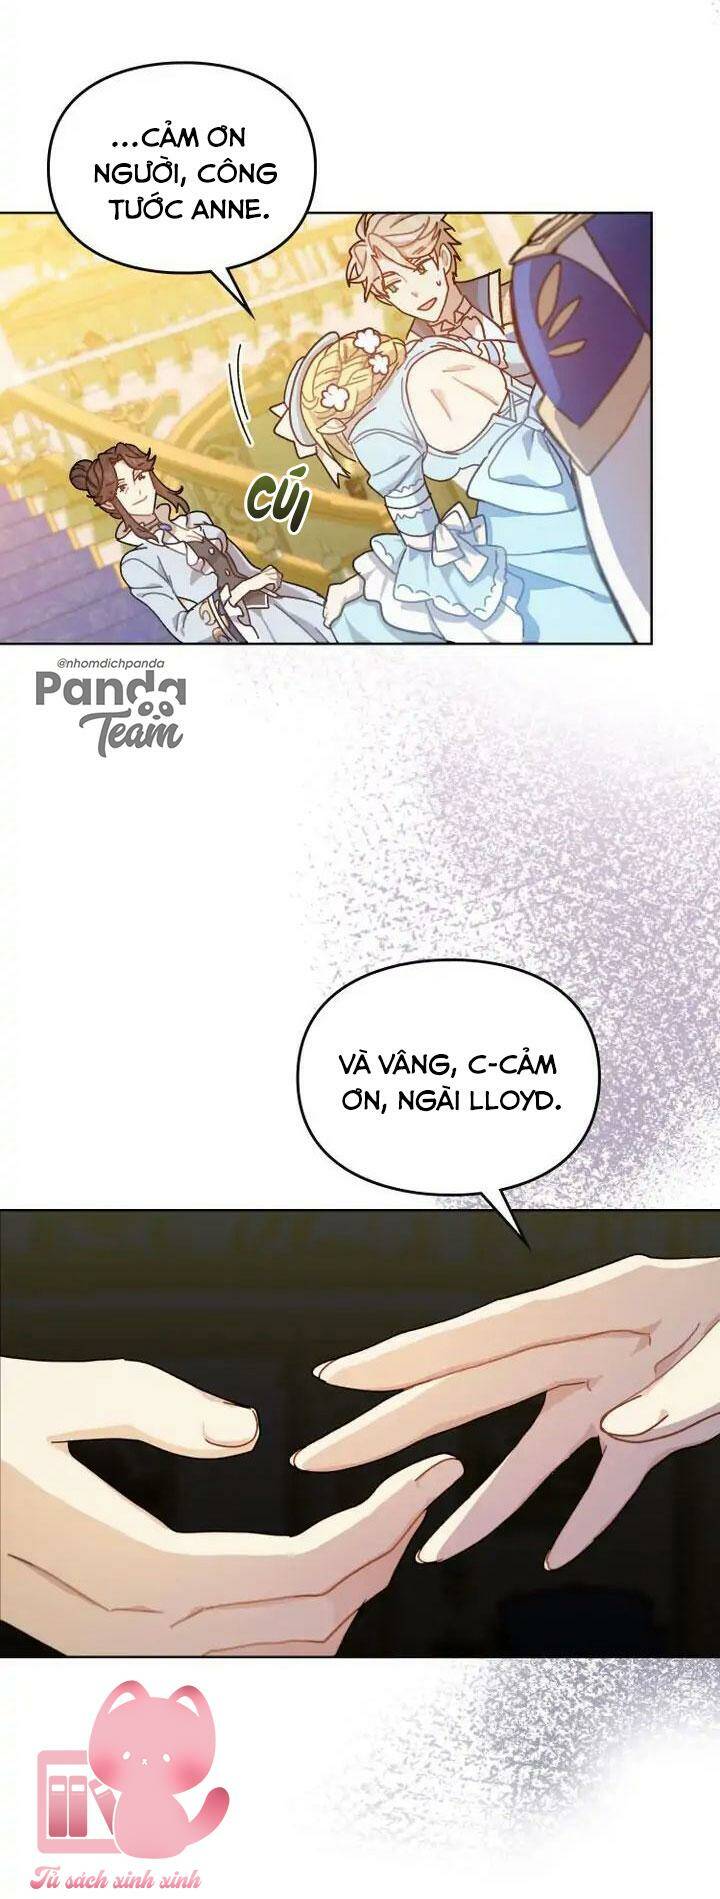 ...CẢM ƠN
NGƯỜI, CÔNG
TƯỚC ANNE.
CÚI
@nhomdichpanda
Panda
Team
VÀ VÂNG, C-CẢM
ƠN, NGÀI LLOYD.
Tủ sách xinh xinh